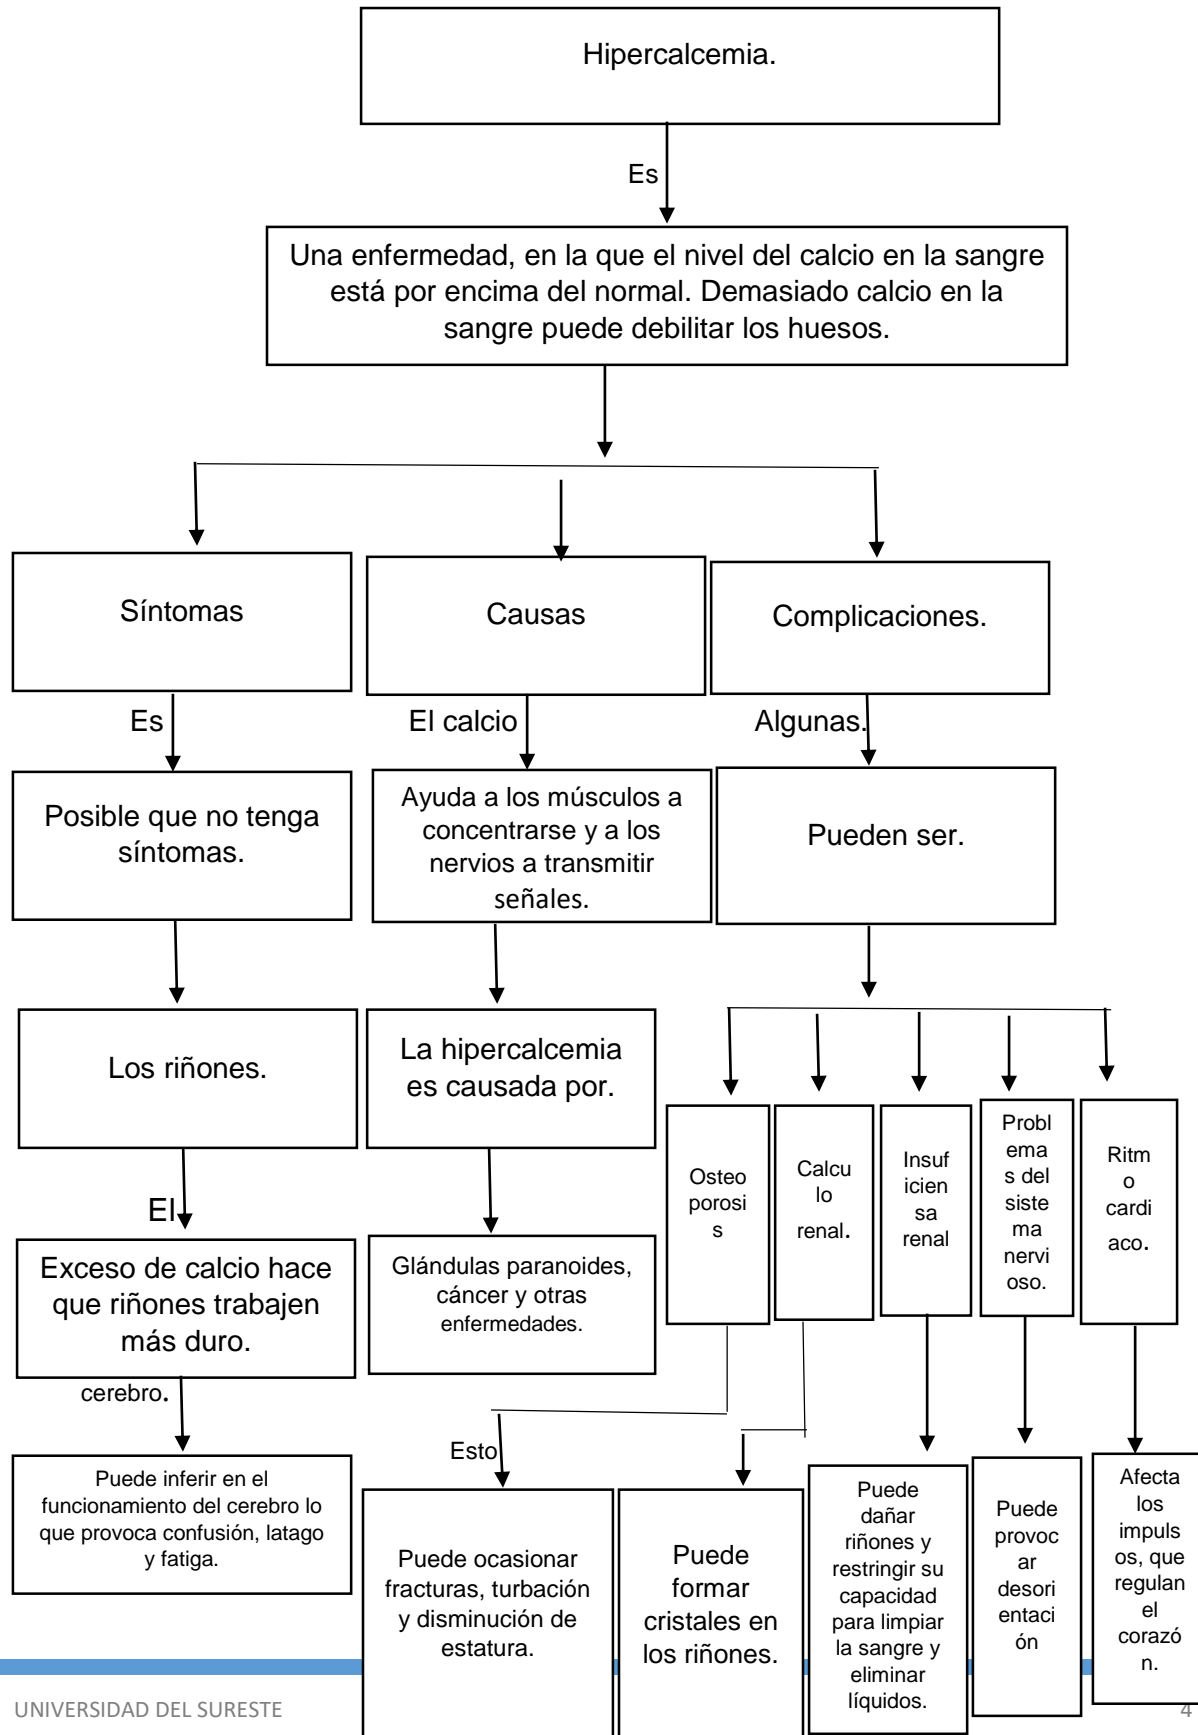 Hipercalcemia.
Es
Una enfermedad, en la que el nivel del calcio en la sangre
está por encima del normal. Demasiado calcio en la
sangre puede debilitar los huesos.
Síntomas
Causas
Complicaciones.
Es
El calcio
Algunas.
Posible que no tenga
síntomas.
Ayuda a los músculos a
concentrarse y a los
nervios a transmitir
señales.
Pueden ser.
Los riñones.
La hipercalcemia
es causada por.
Osteo
porosi
s
Calcu
lo
renal.
Insuf
icien
sa
renal
Probl
ema
s del
siste
ma
nervi
oso.
Ritm
o
cardi
aco.
El
Exceso de calcio hace
que riñones trabajen
más duro.
Glándulas paranoides,
cáncer y otras
enfermedades.
cerebro.
Esto
Puede inferir en el
funcionamiento del cerebro lo
que provoca confusión, latago
y fatiga.
Puede ocasionar
fracturas, turbación
y disminución de
estatura.
Puede
formar
cristales en
los riñones.
Puede
dañar
riñones y
restringir su
capacidad
para limpiar
la sangre y
eliminar
líquidos.
Puede
provoc
ar
desori
entaci
ón
Afecta
los
impuls
os, que
regulan
el
corazó
n.
UNIVERSIDAD DEL SURESTE
4